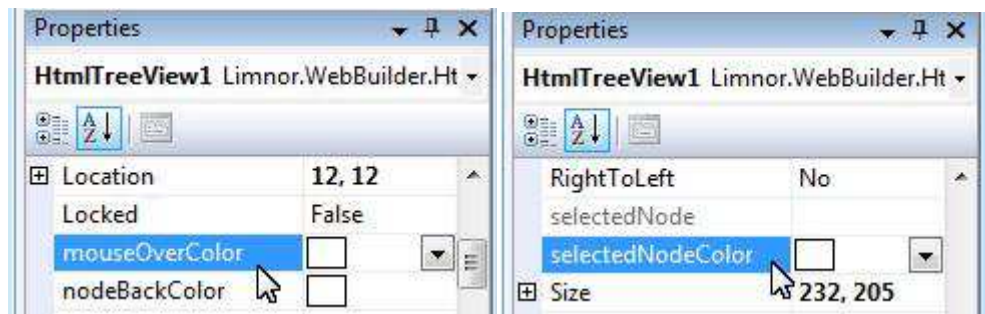 Properties
HtmlTreeView1 Limnor.WebBuilder.Ht
A
Z
Location 12, 12
Locked False
mouseOverColor
nodeBackColor
Properties
HtmlTreeView1 Limnor.WebBuilder.Ht
A
Z
RightToLeft No
selectedNode
selectedNodeColor
Size 232, 205